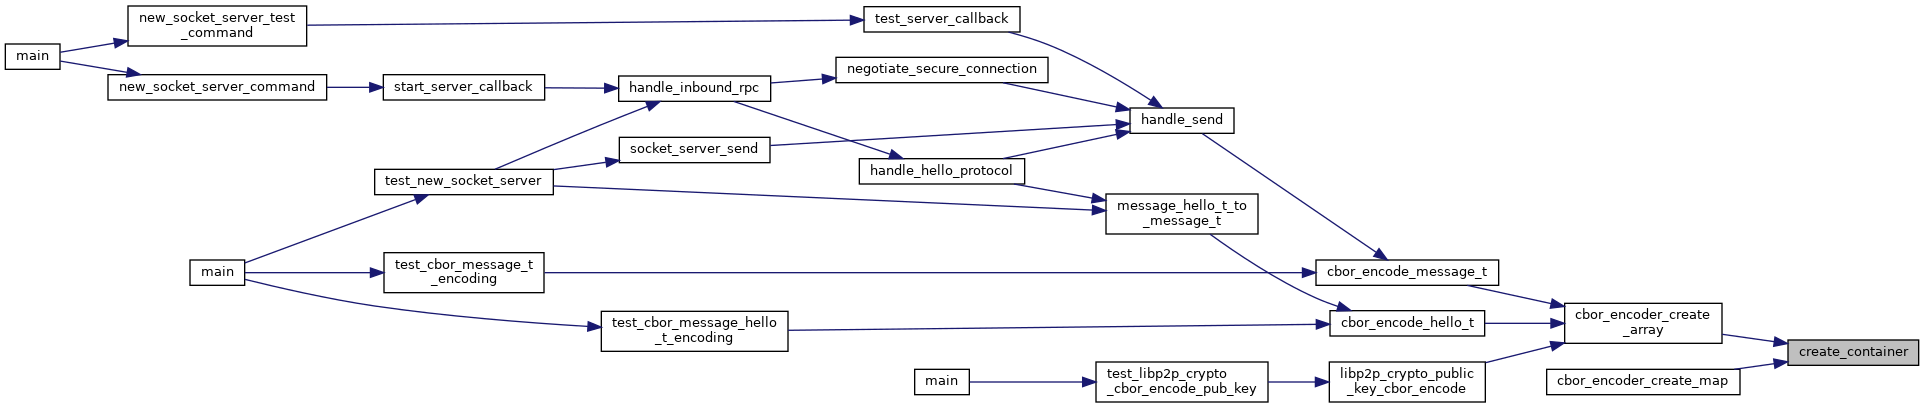 new_socket_server_test
_command
main
new_socket_server_command
start_server_callback
test_server_callback
negotiate_secure_connection
handle_inbound_rpc
handle_send
socket_server_send
handle_hello_protocol
test_new_socket_server
message_hello_t_to
_message_t
main
test_cbor_message_t
_encoding
cbor_encode_message_t
test_cbor_message_hello
_t_encoding
cbor_encode_hello_t
cbor_encoder_create
_array
create_container
main
test_libp2p_crypto
_cbor_encode_pub_key
libp2p_crypto_public
_key_cbor_encode
cbor_encoder_create_map